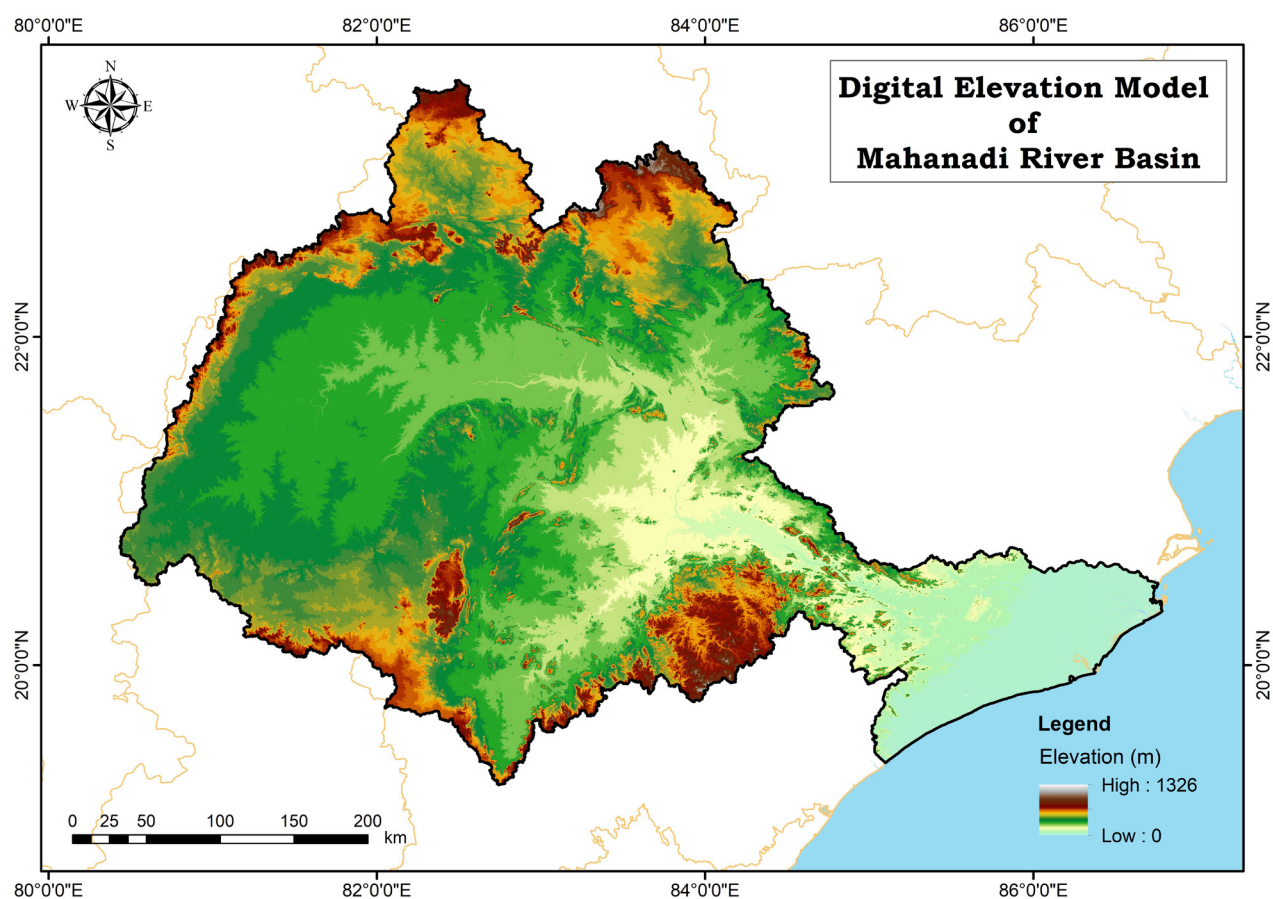 80°0'0"E 82°0'0"E 84°0'0"E 86°0'0"E
N
W E
S
Digital Elevation Model
of
Mahanadi River Basin
22°0'0"N 22°0'0"N
20°0'0"N 20°0'0"N
Legend
Elevation (m)
High : 1326
Low : 0
0 25 50 100 150 200
km
80°0'0"E 82°0'0"E 84°0'0"E 86°0'0"E